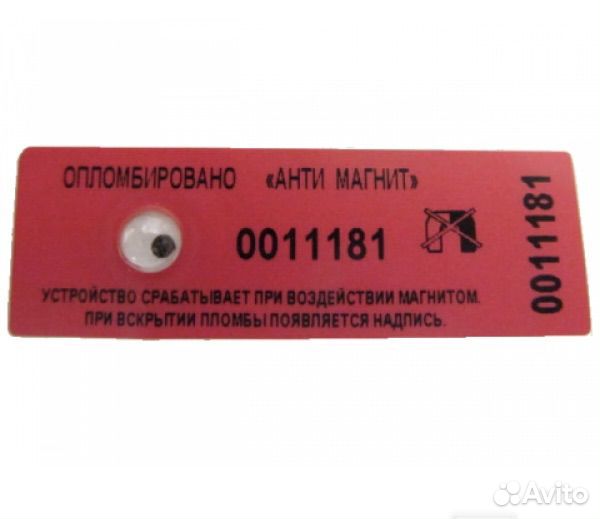 ОПЛОМБИРОВАНО «АНТИ МАГНИТ»
0011181
УСТРОЙСТВО СРАБАТЫВАЕТ ПРИ ВОЗДЕЙСТВИИ МАГНИТОМ.
ПРИ ВСКРЫТИИ ПЛОМБЫ ПОЯВЛЯЕТСЯ НАДПИСЬ.
0011181
Avito